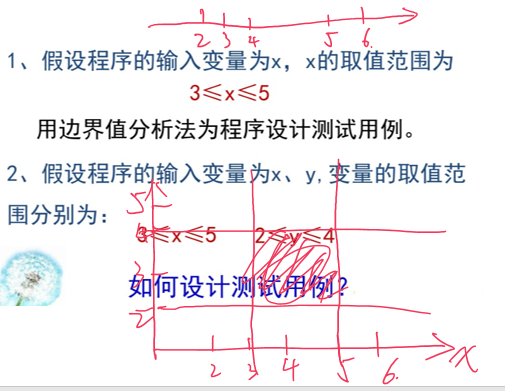 2 3 4 5 6
1、假设程序的输入变量为x，x的取值范围为
3≤x≤5
用边界值分析法为程序设计测试用例。
2、假设程序的输入变量为x、y,变量的取值范
围分别为：
5
3≤x≤5 2≤y≤4
3
如何设计测试用例？
2
2 3 4 5 6 x